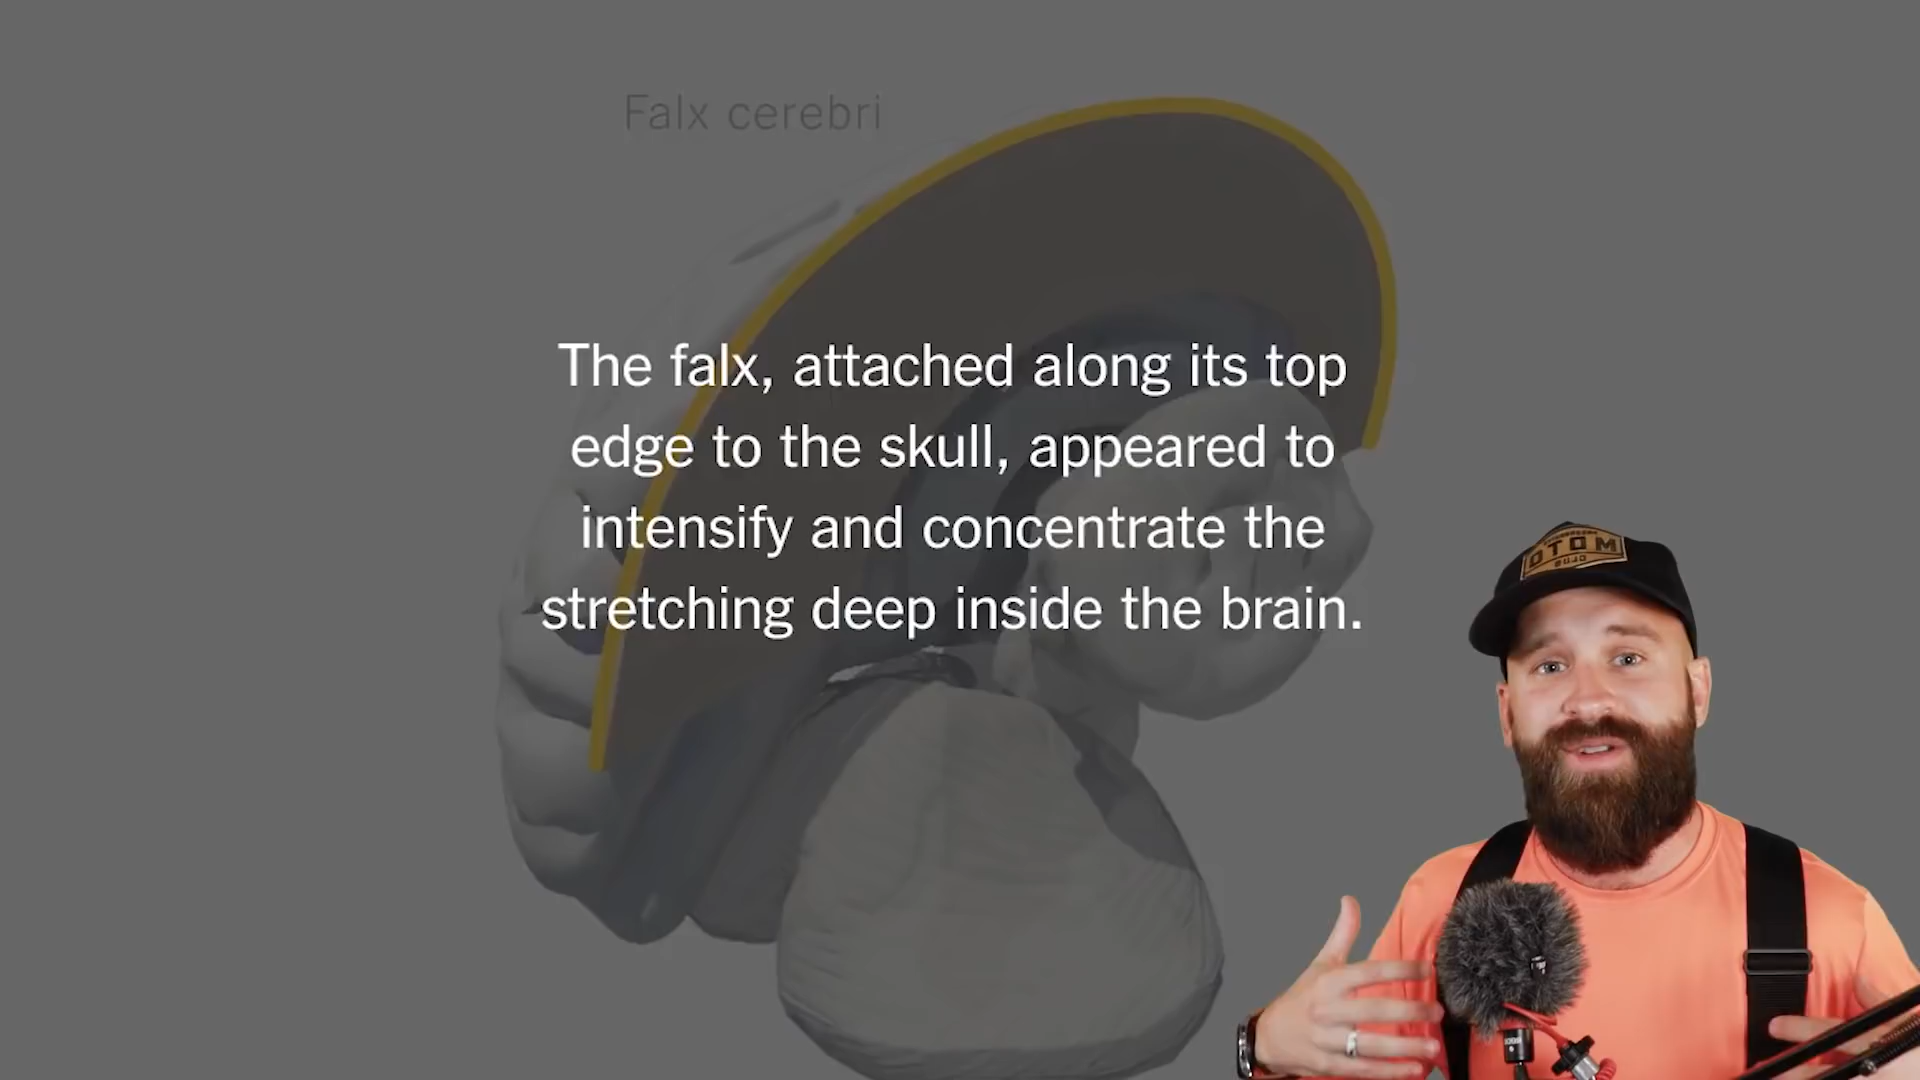 Falx cerebri
The falx, attached along its top
edge to the skull, appeared to
intensify and concentrate the
stretching deep inside the brain.